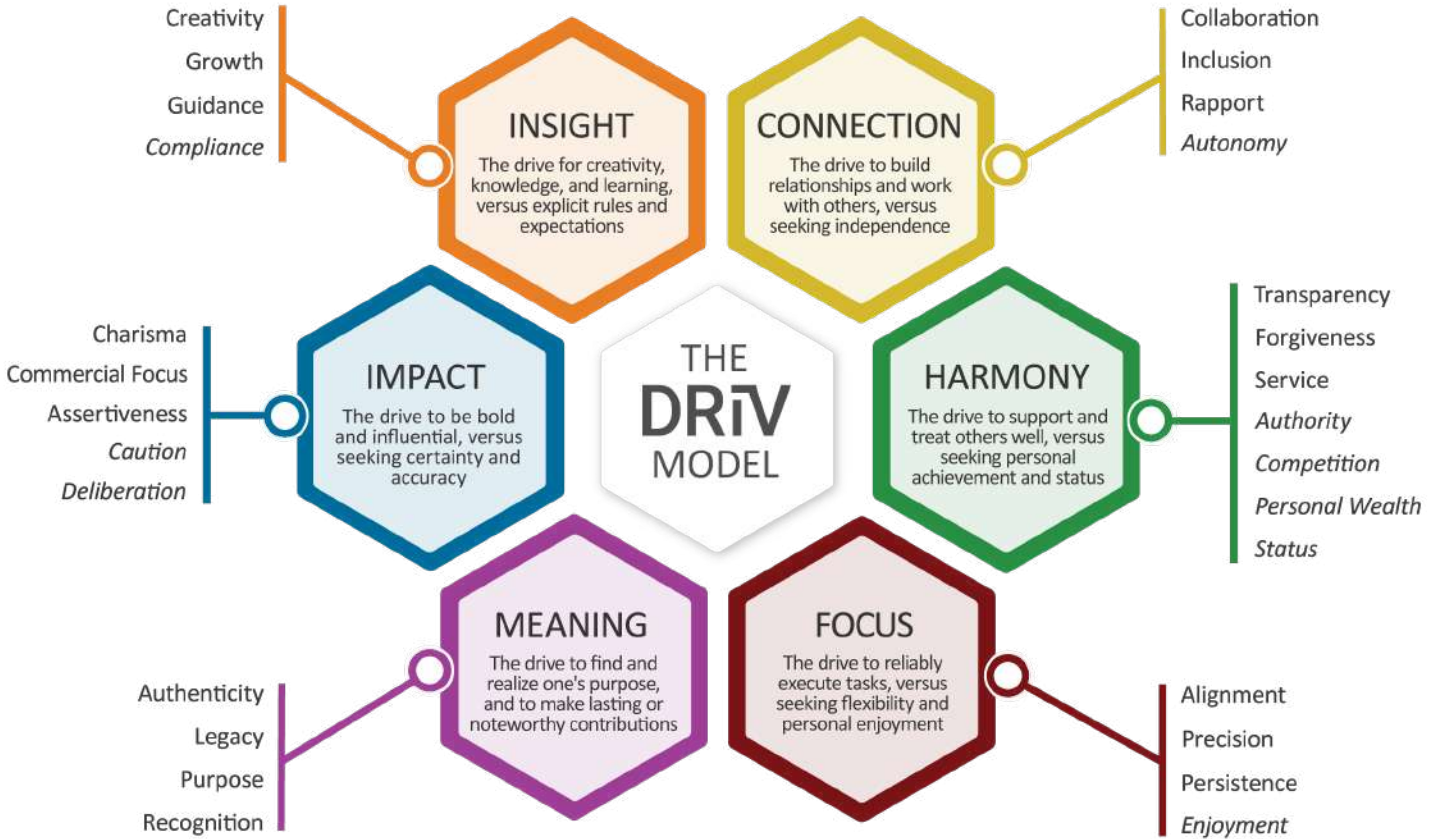 Creativity
Growth
Guidance
Compliance
INSIGHT
The drive for creativity,
knowledge, and learning,
versus explicit rules and
expectations
CONNECTION
The drive to build
relationships and work
with others, versus
seeking independence
Collaboration
Inclusion
Rapport
Autonomy
Charisma
Commercial Focus
Assertiveness
Caution
Deliberation
IMPACT
The drive to be bold
and influential, versus
seeking certainty and
accuracy
THE
DRiV
MODEL
HARMONY
The drive to support and
treat others well, versus
seeking personal
achievement and status
Transparency
Forgiveness
Service
Authority
Competition
Personal Wealth
Status
Authenticity
Legacy
Purpose
Recognition
MEANING
The drive to find and
realize one's purpose,
and to make lasting or
noteworthy contributions
FOCUS
The drive to reliably
execute tasks, versus
seeking flexibility and
personal enjoyment
Alignment
Precision
Persistence
Enjoyment